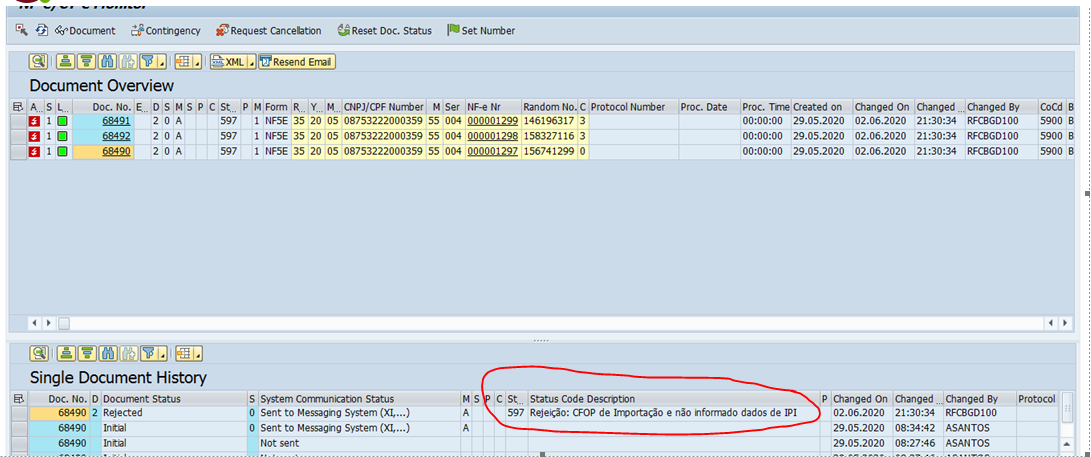 NF-e/CT-e Monitor
Document Contingency Request Cancellation Reset Doc. Status Set Number
XML Resend Email
Document Overview
A.. S L.. Doc. No. E.. D S M S P C St... P M Form R... Y... M... CNPJ/CPF Number M Ser NF-e Nr Random No. C Protocol Number Proc. Date Proc. Time Created on Changed On Changed ... Changed By CoCd B
1 68491 2 0 A 597 1 NF5E 35 20 05 08753222000359 55 004 000001299 146196317 3 00:00:00 29.05.2020 02.06.2020 21:30:34 RFCBGD100 5900 B
1 68492 2 0 A 597 1 NF5E 35 20 05 08753222000359 55 004 000001298 158327116 3 00:00:00 29.05.2020 02.06.2020 21:30:34 RFCBGD100 5900 B
1 68490 2 0 A 597 1 NF5E 35 20 05 08753222000359 55 004 000001297 156741299 0 00:00:00 29.05.2020 02.06.2020 21:30:34 RFCBGD100 5900 B
Single Document History
Doc. No. D Document Status S System Communication Status M S P C St... Status Code Description P Changed On Changed ... Changed By Protocol
68490 2 Rejected 0 Sent to Messaging System (XI,...) A 597 Rejeição: CFOP de Importação e não informado dados de IPI 02.06.2020 21:30:34 RFCBGD100
68490 Initial 0 Sent to Messaging System (XI,...) A 29.05.2020 08:34:42 ASANTOS
68490 Initial Not sent 29.05.2020 08:27:46 ASANTOS